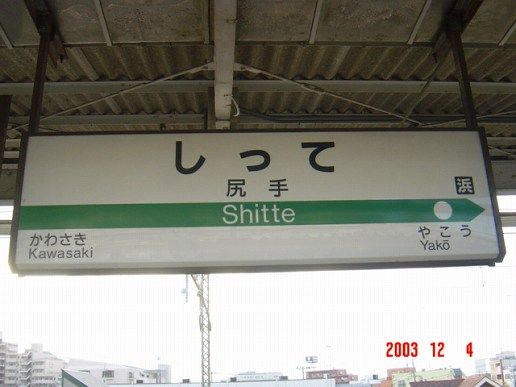 しって
尻手
浜
Shitte
かわさき
Kawasaki
やこう
Yakō
2003 12 4